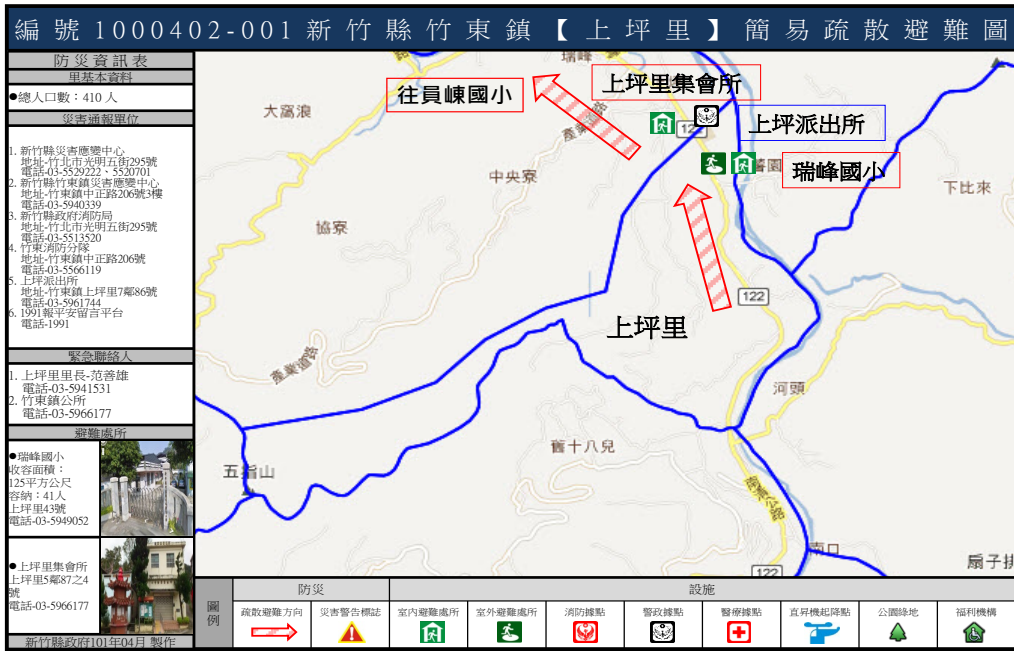 編號1000402-001新竹縣竹東鎮【上坪里】簡易疏散避難圖
防災資訊表
里基本資料
●總人口數：410 人
災害通報單位
1. 新竹縣災害應變中心
地址-竹北市光明五街295號
電話-03-5529222、5520701
2. 新竹縣竹東鎮災害應變中心
地址-竹東鎮中正路206號3樓
電話-03-5940339
3. 新竹縣政府消防局
地址-竹北市光明五街295號
電話-03-5513520
4. 竹東消防分隊
地址-竹東鎮中正路206號
電話-03-5566119
5. 上坪派出所
地址-竹東鎮上坪里7鄰86號
電話-03-5961744
6. 1991報平安留言平台
電話-1991
緊急聯絡人
1. 上坪里里長-范善雄
電話-03-5941531
2. 竹東鎮公所
電話-03-5966177
避難處所
●瑞峰國小
收容面積：
125平方公尺
容納：41人
上坪里43號
電話-03-5949052
●上坪里集會所
上坪里5鄰87之4
號
電話-03-5966177
新竹縣政府101年04月 製作
瑞峰
上坪里集會所
往員崠國小
大窩浪
產業道路
122
上坪派出所
瑞峰國小
中央寮
下比來
協寮
122
上坪里
產業道路
河頭
舊十八兒
五指山
南清公路
南口
扇子排
122
圖例
防災
設施
疏散避難方向
災害警告標誌
室內避難處所
室外避難處所
消防據點
警政據點
醫療據點
直昇機起降點
公園綠地
福利機構